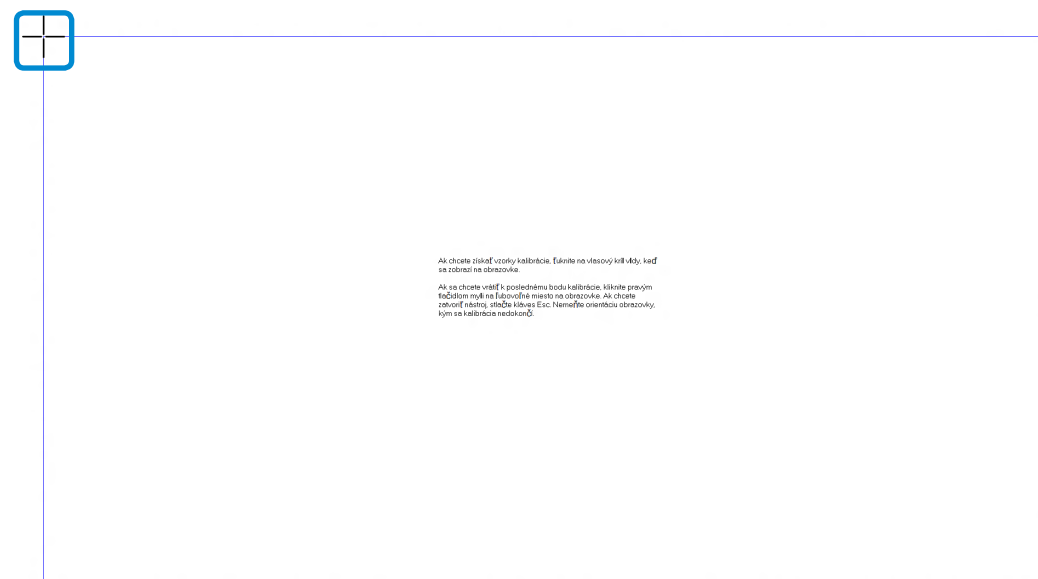 Ak chcete získať vzorky kalibrácie, ťuknite na vlasový kríž vždy, keď
sa zobrazí na obrazovke.
Ak sa chcete vrátiť k poslednému bodu kalibrácie, kliknite pravým
tlačidlom myši na ľubovoľné miesto na obrazovke. Ak chcete
zatvoriť nástroj, stlačte kláves Esc. Nemeňte orientáciu obrazovky,
kým sa kalibrácia nedokončí.